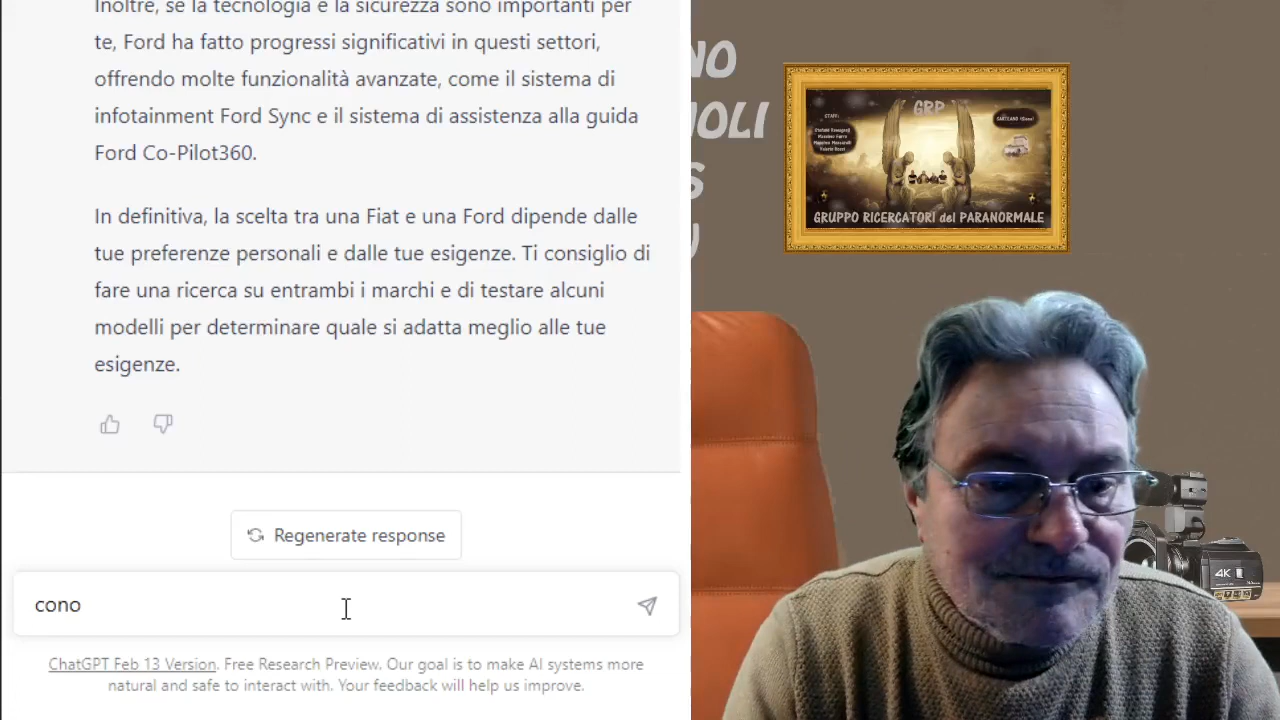 Inoltre, se la tecnologia e la sicurezza sono importanti per
te, Ford ha fatto progressi significativi in questi settori,
offrendo molte funzionalità avanzate, come il sistema di
infotainment Ford Sync e il sistema di assistenza alla guida
Ford Co-Pilot360.
In definitiva, la scelta tra una Fiat e una Ford dipende dalle
tue preferenze personali e dalle tue esigenze. Ti consiglio di
fare una ricerca su entrambi i marchi e di testare alcuni
modelli per determinare quale si adatta meglio alle tue
esigenze.
Regenerate response
cono
ChatGPT Feb 13 Version. Free Research Preview. Our goal is to make AI systems more
natural and safe to interact with. Your feedback will help us improve.
NO
GRP
STAFF:
GRUPPO RICERCATORI del PARANORMALE
4K